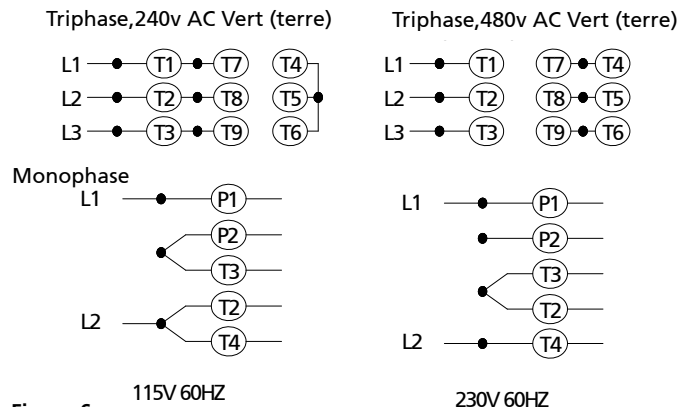 Triphase,240v AC Vert (terre)
L1 T1 T7 T4
L2 T2 T8 T5
L3 T3 T9 T6
Triphase,480v AC Vert (terre)
L1 T1 T7 T4
L2 T2 T8 T5
L3 T3 T9 T6
Monophase
L1 P1
P2
T3
L2 T2
T4
115V 60HZ
L1 P1
P2
T3
T2
L2 T4
230V 60HZ